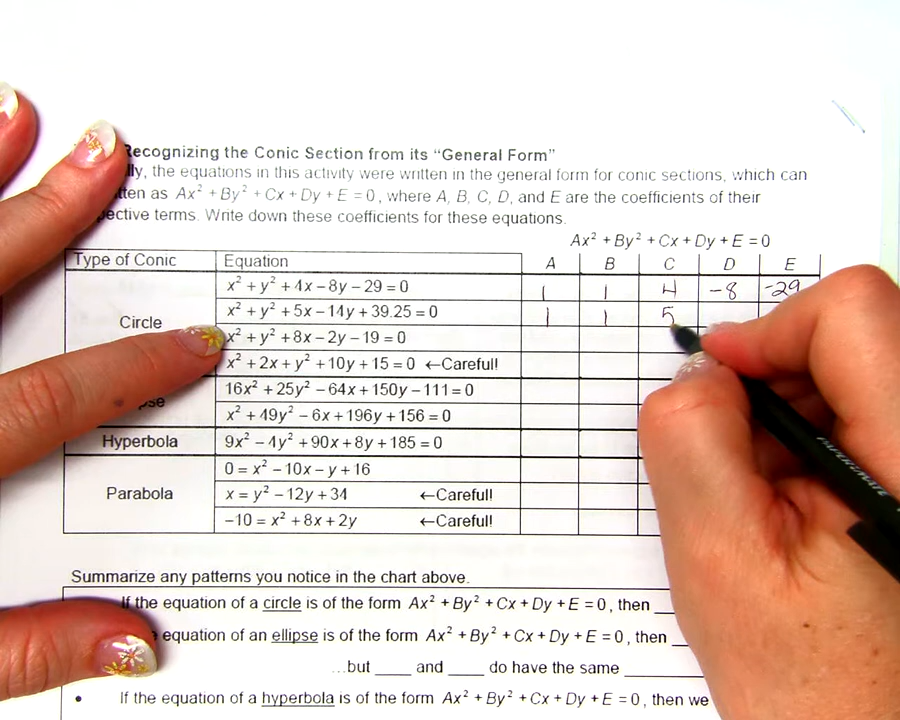 Recognizing the Conic Section from its "General Form"
lly, the equations in this activity were written in the general form for conic sections, which can
tten as Ax² + By² + Cx + Dy + E = 0, where A, B, C, D, and E are the coefficients of their
pective terms. Write down these coefficients for these equations.
Ax² + By² + Cx + Dy + E = 0
Type of Conic Equation A B C D E
x² + y² + 4x − 8y − 29 = 0 1 1 4 -8 -29
x² + y² + 5x − 14y + 39.25 = 0 1 1 5
Circle
x² + y² + 8x − 2y − 19 = 0
x² + 2x + y² + 10y + 15 = 0 ←Careful!
16x² + 25y² − 64x + 150y − 111 = 0
pse
x² + 49y² − 6x + 196y + 156 = 0
Hyperbola 9x² − 4y² + 90x + 8y + 185 = 0
0 = x² − 10x − y + 16
Parabola x = y² − 12y + 34 ←Careful!
−10 = x² + 8x + 2y ←Careful!
Summarize any patterns you notice in the chart above.
If the equation of a circle is of the form Ax² + By² + Cx + Dy + E = 0, then
equation of an ellipse is of the form Ax² + By² + Cx + Dy + E = 0, then
...but ____ and ____ do have the same
• If the equation of a hyperbola is of the form Ax² + By² + Cx + Dy + E = 0, then we